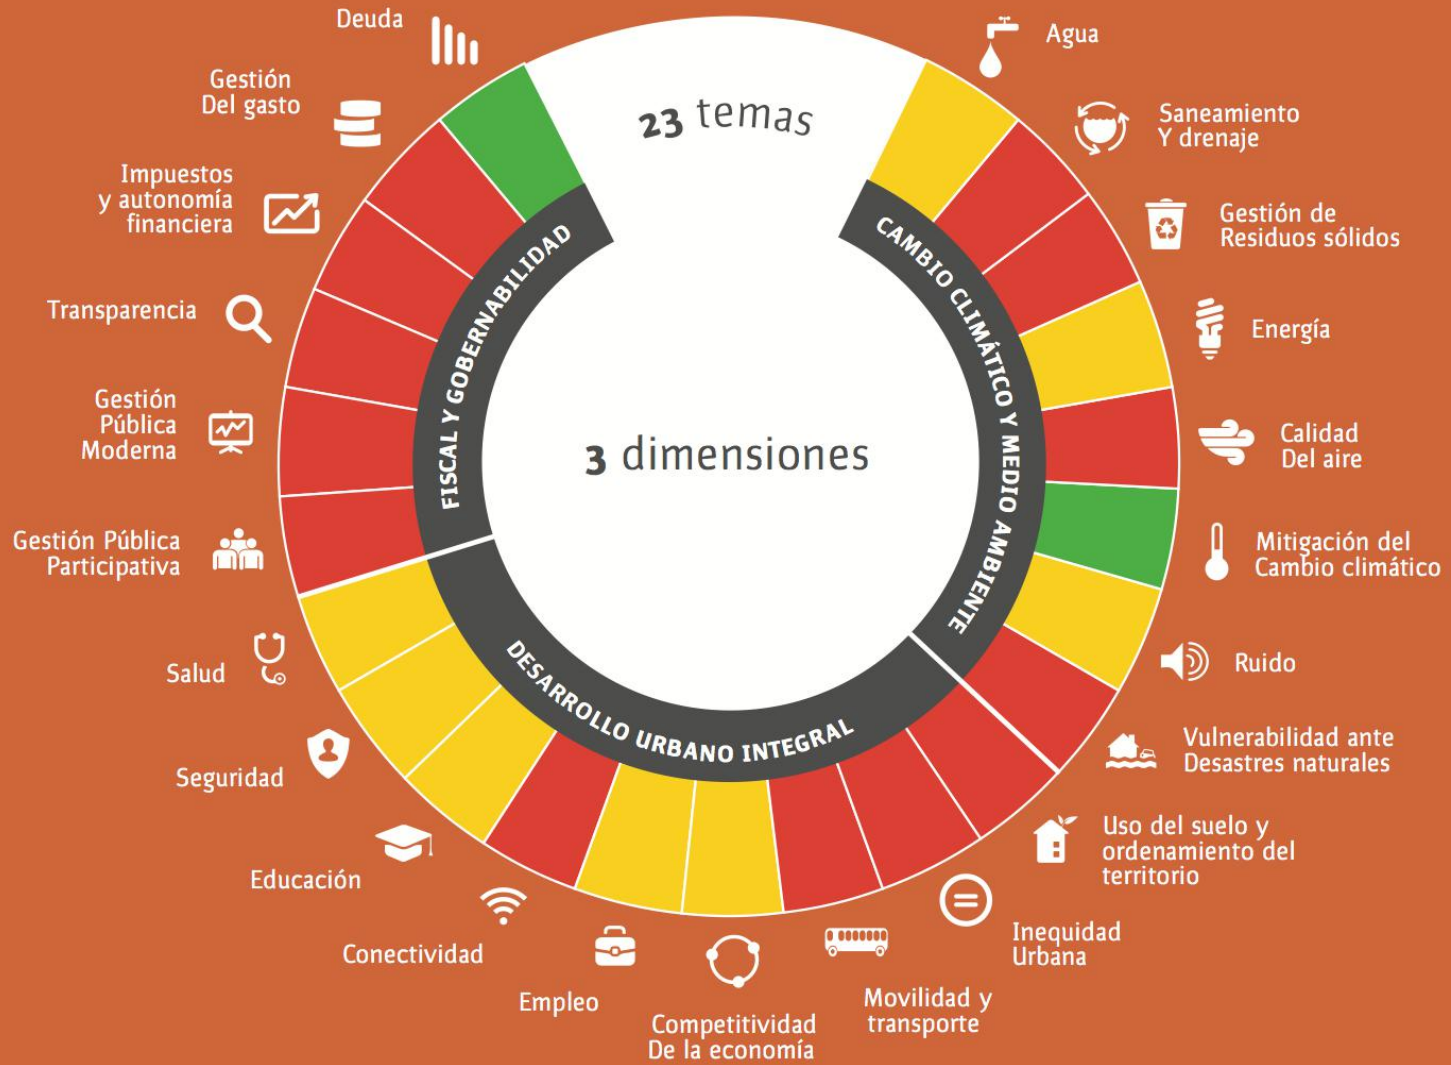 23 temas
3 dimensiones
CAMBIO CLIMÁTICO Y MEDIO AMBIENTE
Agua
Saneamiento
Y drenaje
Gestión de
Residuos sólidos
Energía
Calidad
Del aire
Mitigación del
Cambio climático
Ruido
Vulnerabilidad ante
Desastres naturales
DESARROLLO URBANO INTEGRAL
Uso del suelo y
ordenamiento del
territorio
Inequidad
Urbana
Movilidad y
transporte
Competitividad
De la economía
Empleo
Conectividad
Educación
Seguridad
Salud
FISCAL Y GOBERNABILIDAD
Gestión Pública
Participativa
Gestión
Pública
Moderna
Transparencia
Impuestos
y autonomía
financiera
Gestión
Del gasto
Deuda